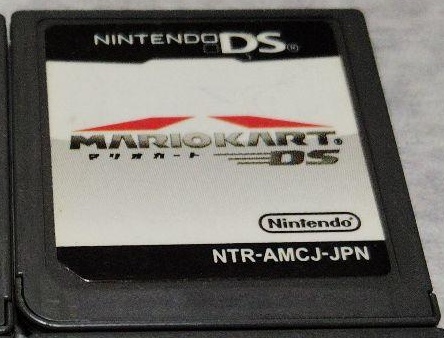 NINTENDO DS®
MARIOKART®
マリオカート DS
Nintendo
NTR-AMCJ-JPN